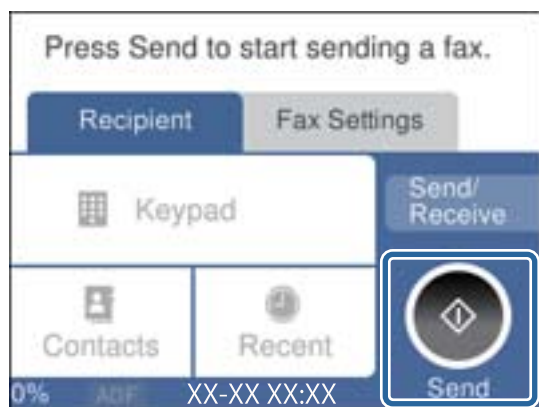 Press Send to start sending a fax.
Recipient
Fax Settings
Keypad
Send/
Receive
Contacts
Recent
Send
0%
ADF
XX-XX XX:XX